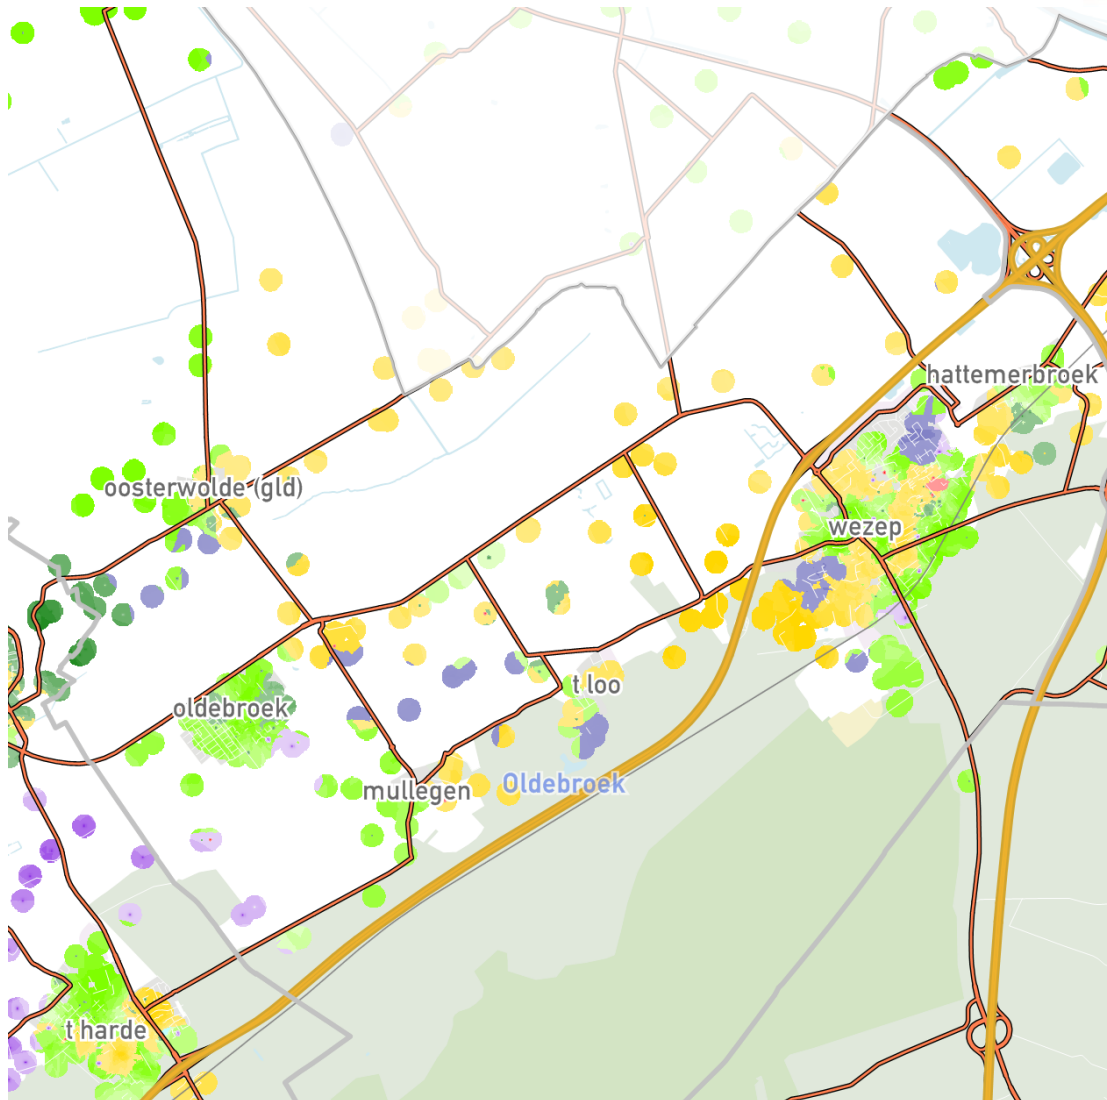 hattemerbroek
oosterwolde (gld)
wezep
t loo
oldebroek
Oldebroek
mullegen
t harde